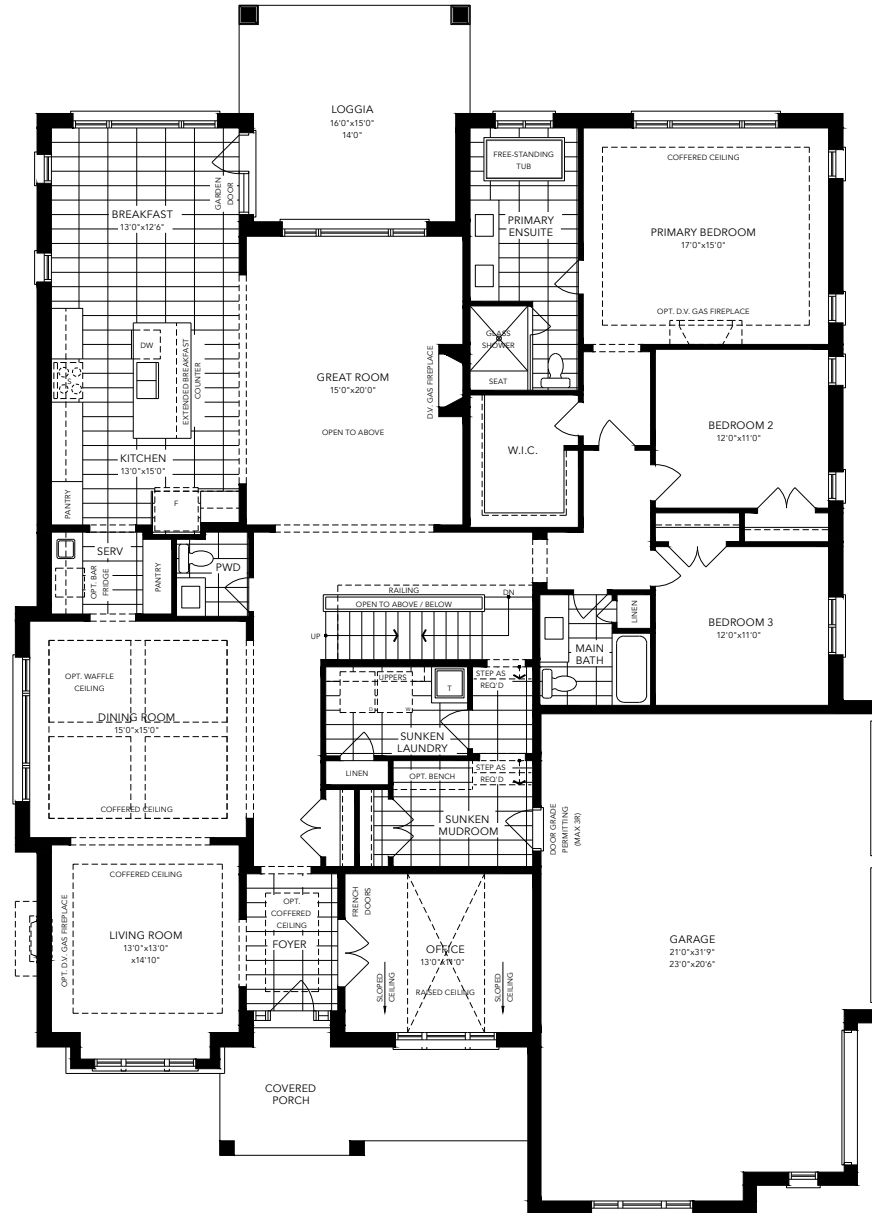 LOGGIA
16'0"x15'0"
14'0"
FREE-STANDING
TUB
COFFERED CEILING
GARDEN
DOOR
BREAKFAST
13'0"x12'6"
PRIMARY
ENSUITE
PRIMARY BEDROOM
17'0"x15'0"
OPT. D.V. GAS FIREPLACE
DW
EXTENDED BREAKFAST
COUNTER
GLASS
SHOWER
SEAT
GREAT ROOM
15'0"x20'0"
D.V. GAS FIREPLACE
OPEN TO ABOVE
BEDROOM 2
12'0"x11'0"
W.I.C.
KITCHEN
13'0"x15'0"
PANTRY
F
SERV
OPT. BAR
FRIDGE
PANTRY
PWD
RAILING
DN
OPEN TO ABOVE / BELOW
UP
LINEN
BEDROOM 3
12'0"x11'0"
MAIN
BATH
OPT. WAFFLE
CEILING
UPPERS
T
STEP AS
REQ'D
D
W
DINING ROOM
15'0"x15'0"
SUNKEN
LAUNDRY
LINEN
OPT. BENCH
STEP AS
REQ'D
COFFERED CEILING
SUNKEN
MUDROOM
DOOR GRADE
PERMITTING
(MAX 3R)
COFFERED CEILING
OPT. D.V. GAS FIREPLACE
LIVING ROOM
13'0"x13'0"
x14'10"
OPT.
COFFERED
CEILING
FOYER
FRENCH
DOORS
OFFICE
13'0"x11'0"
SLOPED
CEILING
RAISED CEILING
SLOPED
CEILING
GARAGE
21'0"x31'9"
23'0"x20'6"
COVERED
PORCH